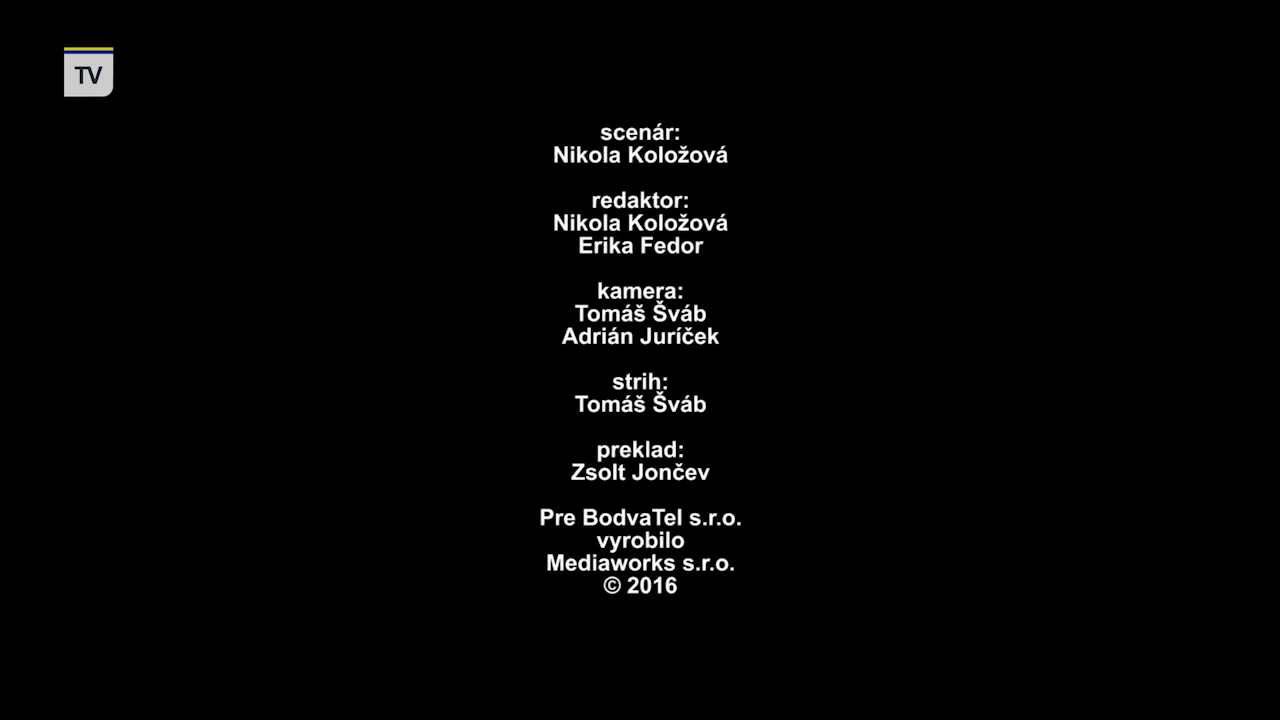 TV
scenár:
Nikola Koložová
redaktor:
Nikola Koložová
Erika Fedor
kamera:
Tomáš Šváb
Adrián Juríček
strih:
Tomáš Šváb
preklad:
Zsolt Jončev
Pre BodvaTel s.r.o.
vyrobilo
Mediaworks s.r.o.
© 2016